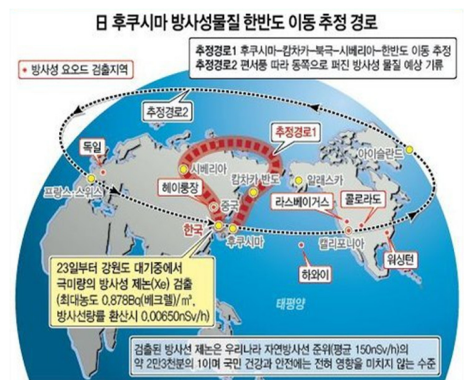 日 후쿠시마 방사성물질 한반도 이동 추정 경로
추정경로1 후쿠시마-캄차카-북극-시베리아-한반도 이동 추정
추정경로2 편서풍 따라 동쪽으로 퍼진 방사성 물질 예상 기류
방사성 요오드 검출지역
추정경로2
추정경로1
독일
아이슬란드
시베리아
프랑스·스위스
헤이룽장
캄차카 반도
알래스카
중국
라스베이거스
콜로라도
한국
후쿠시마
캘리포니아
워싱턴
하와이
23일부터 강원도 대기중에서
극미량의 방사성 제논(Xe) 검출
(최대농도 0,878Bq(베크렐)/㎥,
방사선량률 환산시 0,00650nSv/h)
태평양
검출된 방사선 제논은 우리나라 자연방사선 준위(평균 150nSv/h)의
약 2만3천분의 1이며 국민 건강과 안전에는 전혀 영향을 미치지 않는 수준